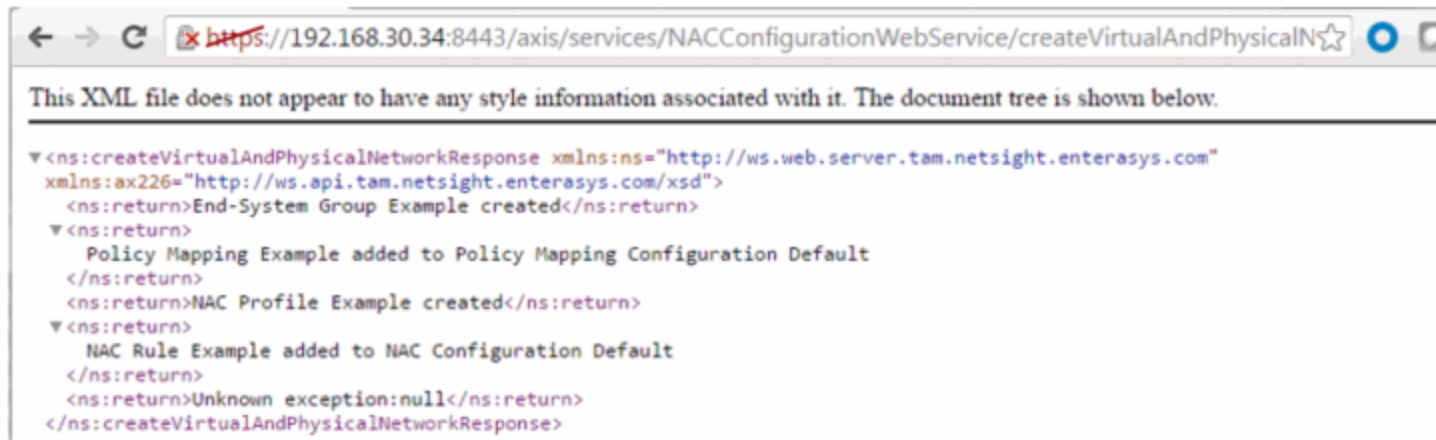 https://192.168.30.34:8443/axis/services/NACConfigurationWebService/createVirtualAndPhysicalN
This XML file does not appear to have any style information associated with it. The document tree is shown below.
▼<ns:createVirtualAndPhysicalNetworkResponse xmlns:ns="http://ws.web.server.tam.netsight.enterasys.com"
xmlns:ax226="http://ws.api.tam.netsight.enterasys.com/xsd">
<ns:return>End-System Group Example created</ns:return>
▼<ns:return>
Policy Mapping Example added to Policy Mapping Configuration Default
</ns:return>
<ns:return>NAC Profile Example created</ns:return>
▼<ns:return>
NAC Rule Example added to NAC Configuration Default
</ns:return>
<ns:return>Unknown exception:null</ns:return>
</ns:createVirtualAndPhysicalNetworkResponse>